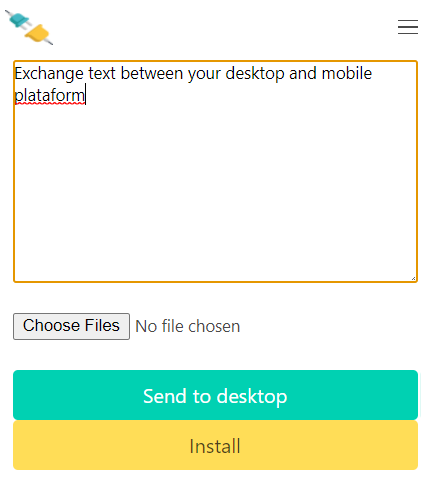 Exchange text between your desktop and mobile
plataform
Choose Files No file chosen
Send to desktop
Install